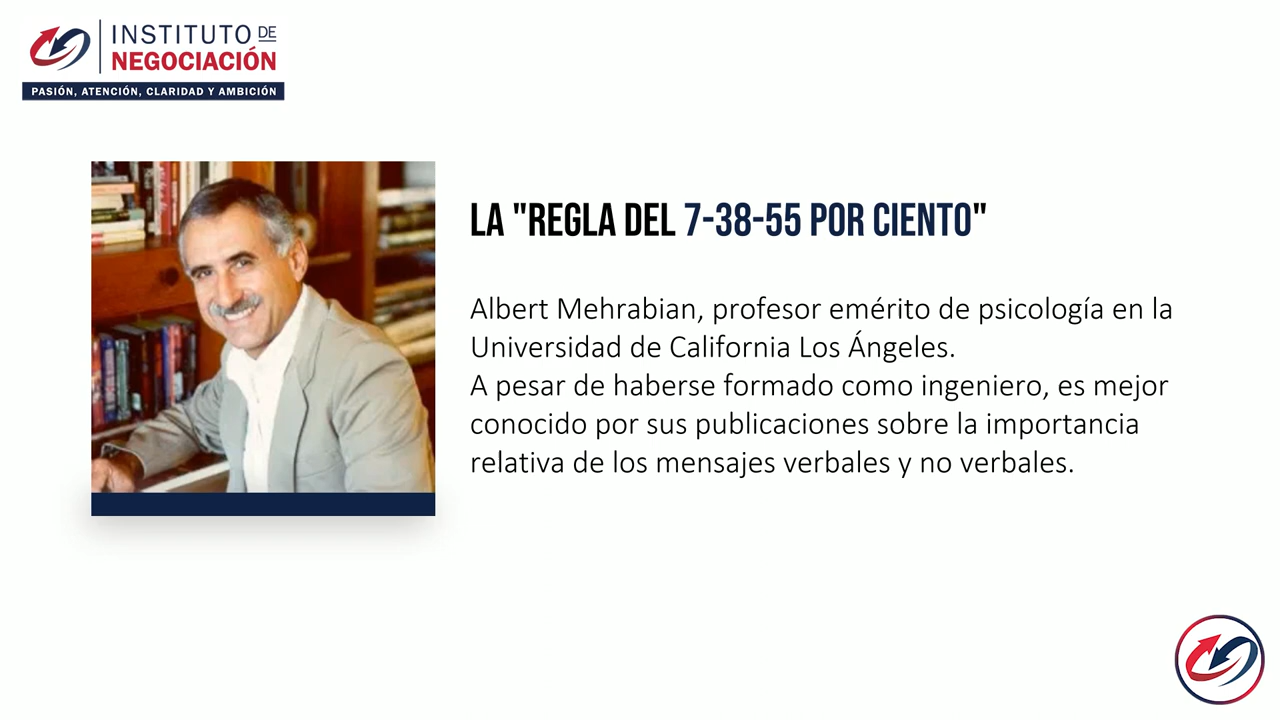 INSTITUTO DE
NEGOCIACIÓN
PASIÓN, ATENCIÓN, CLARIDAD Y AMBICIÓN
LA "REGLA DEL 7-38-55 POR CIENTO"
Albert Mehrabian, profesor emérito de psicología en la
Universidad de California Los Ángeles.
A pesar de haberse formado como ingeniero, es mejor
conocido por sus publicaciones sobre la importancia
relativa de los mensajes verbales y no verbales.